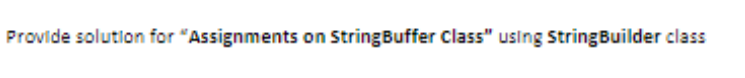 Provide solution for “Assignments on StringBuffer Class” using StringBuilder class